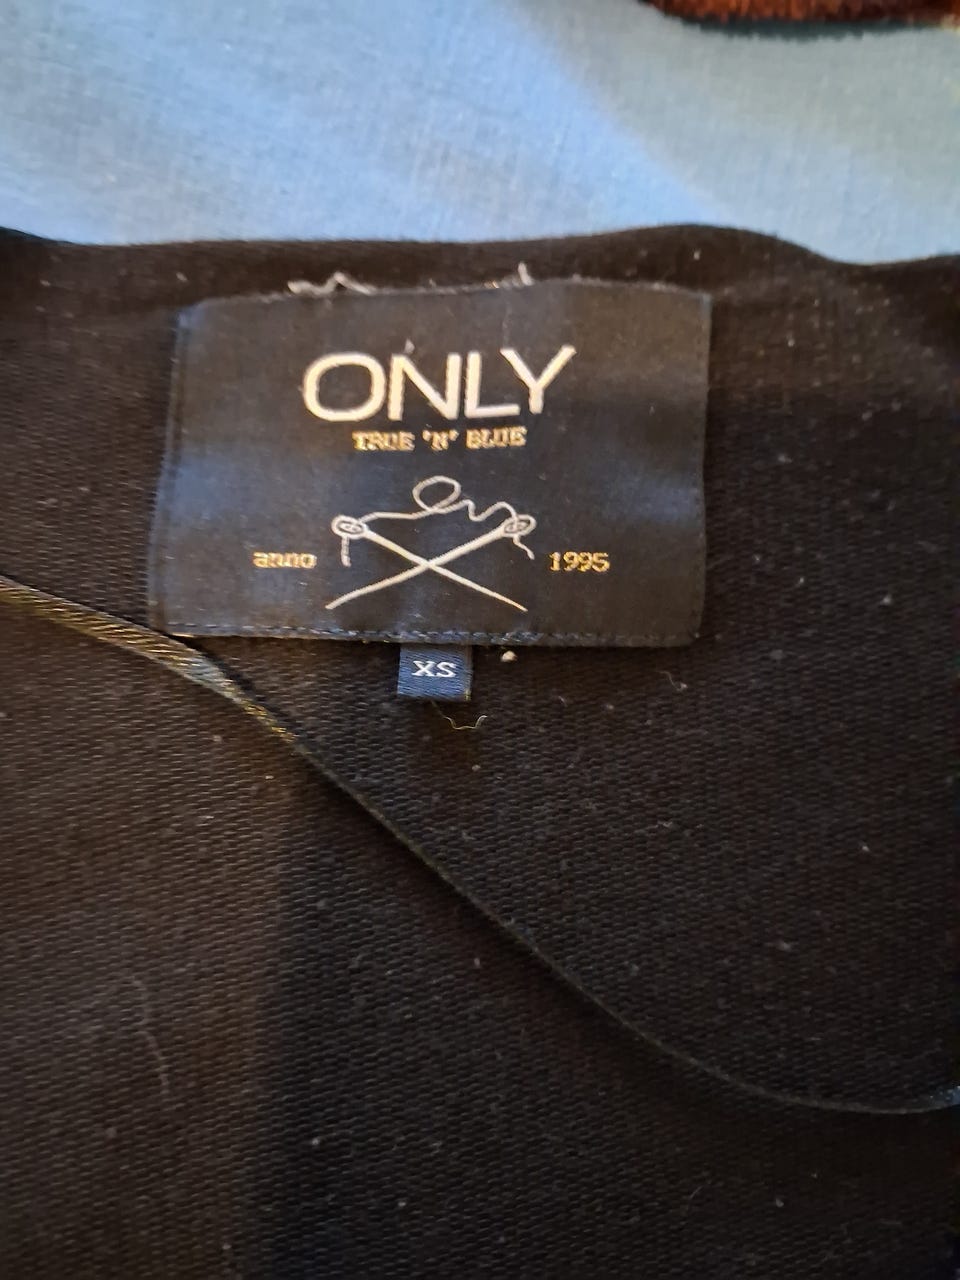 ONLY
TRUE 'N' BLUE
anno 1995
XS